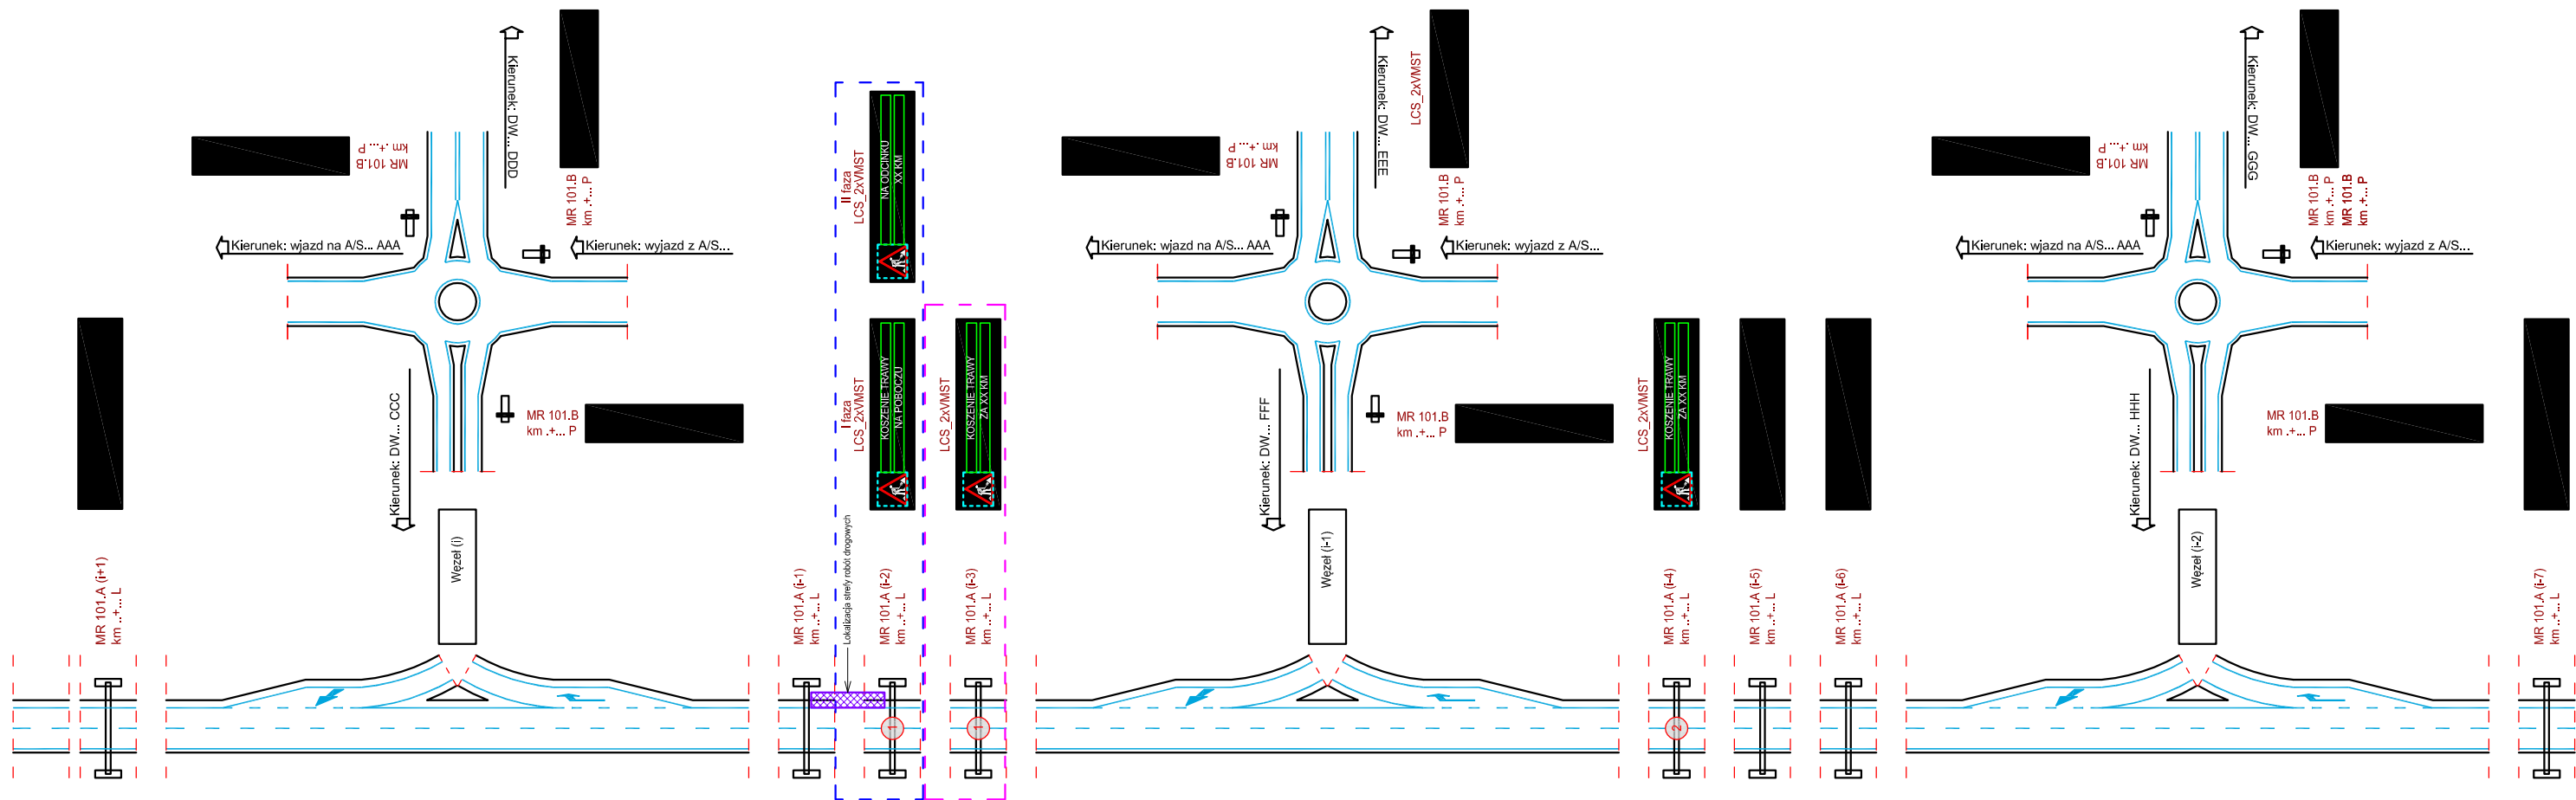 Kierunek: DW... DDD
MR 101.B
km .+... P
MR 101.B
km .+... P
Kierunek: wjazd na A/S... AAA
Kierunek: wyjazd z A/S...
Kierunek: DW... CCC
MR 101.B
km .+... P
Węzeł (i)
MR 101.A (i+1)
km ..+... L
II faza
LCS_2xVMST
NA ODCINKU
XX KM
I faza
LCS_2xVMST
KOSZENIE TRAWY
NA POBOCZU
LCS_2xVMST
KOSZENIE TRAWY
ZA XX KM
Lokalizacja strefy robót drogowych
MR 101.A (i-1)
km ..+... L
MR 101.A (i-2)
km ..+... L
MR 101.A (i-3)
km ..+... L
1
1
Kierunek: DW... EEE
LCS_2xVMST
MR 101.B
km .+... P
MR 101.B
km .+... P
Kierunek: wjazd na A/S... AAA
Kierunek: wyjazd z A/S...
Kierunek: DW... FFF
MR 101.B
km .+... P
Węzeł (i-1)
LCS_2xVMST
KOSZENIE TRAWY
ZA XX KM
MR 101.A (i-4)
km ..+... L
2
MR 101.A (i-5)
km ..+... L
MR 101.A (i-6)
km ..+... L
Kierunek: DW... GGG
MR 101.B
km .+... P
MR 101.B
km .+... P
MR 101.B
km .+... P
Kierunek: wjazd na A/S... AAA
Kierunek: wyjazd z A/S...
Kierunek: DW... HHH
MR 101.B
km .+... P
Węzeł (i-2)
MR 101.A (i-7)
km ..+... L